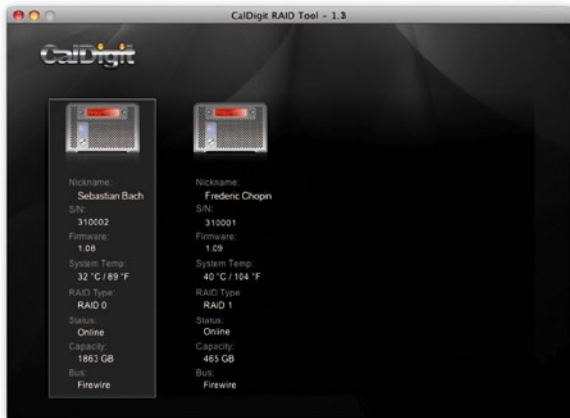 CalDigit RAID Tool - 1.3
CalDigit
Nickname:
Sebastian Bach
S/N:
310002
Firmware:
1.08
System Temp:
32 °C / 89 °F
RAID Type:
RAID 0
Status:
Online
Capacity:
1863 GB
Bus:
Firewire
Nickname:
Frederic Chopin
S/N:
310001
Firmware:
1.09
System Temp:
40 °C / 104 °F
RAID Type:
RAID 1
Status:
Online
Capacity:
465 GB
Bus:
Firewire